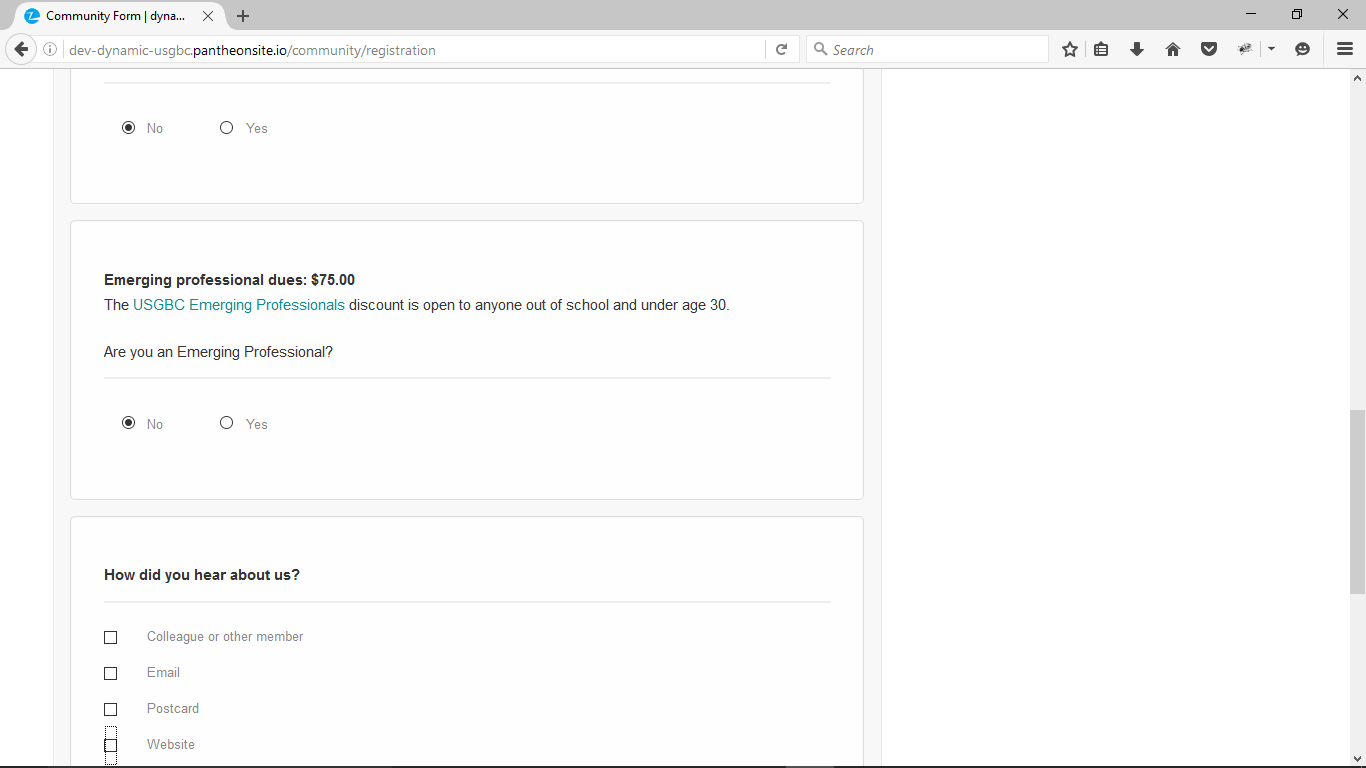 Community Form | dyna...
dev-dynamic-usgbc.pantheonsite.io/community/registration
Search
No Yes
Emerging professional dues: $75.00
The USGBC Emerging Professionals discount is open to anyone out of school and under age 30.
Are you an Emerging Professional?
No Yes
How did you hear about us?
Colleague or other member
Email
Postcard
Website